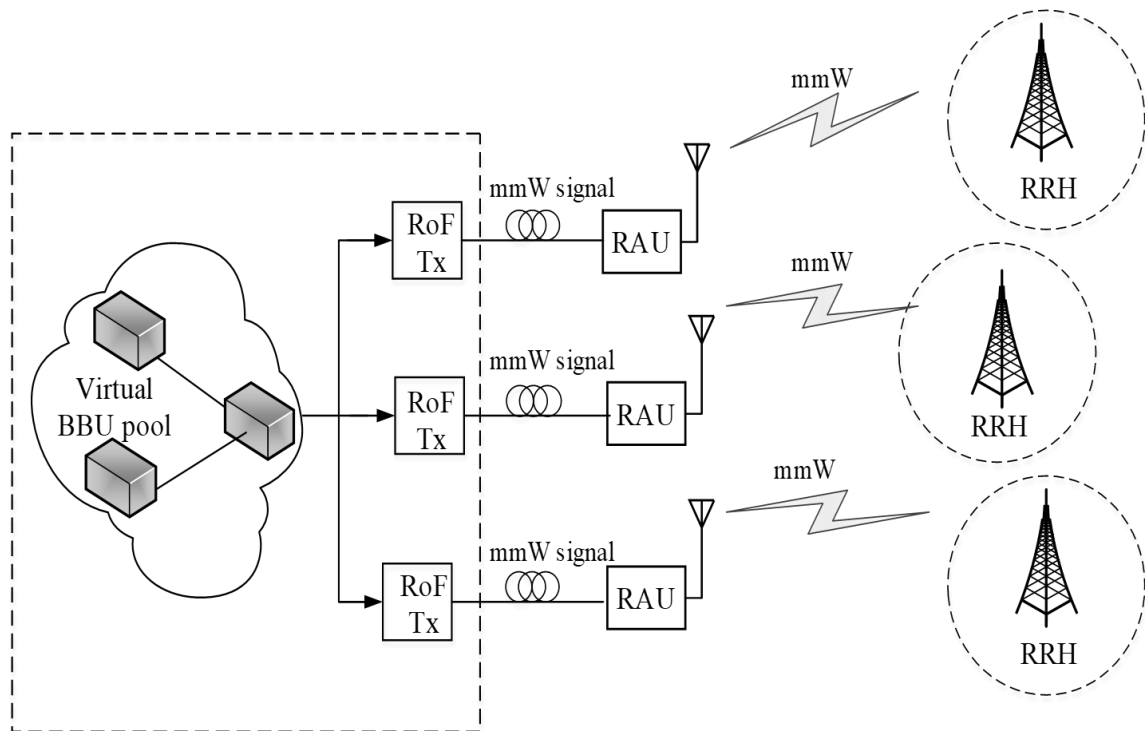 mmW
RRH
mmW signal
RoF
Tx
RAU
mmW
Virtual
BBU pool
mmW signal
RoF
Tx
RAU
RRH
mmW
mmW signal
RoF
Tx
RAU
RRH